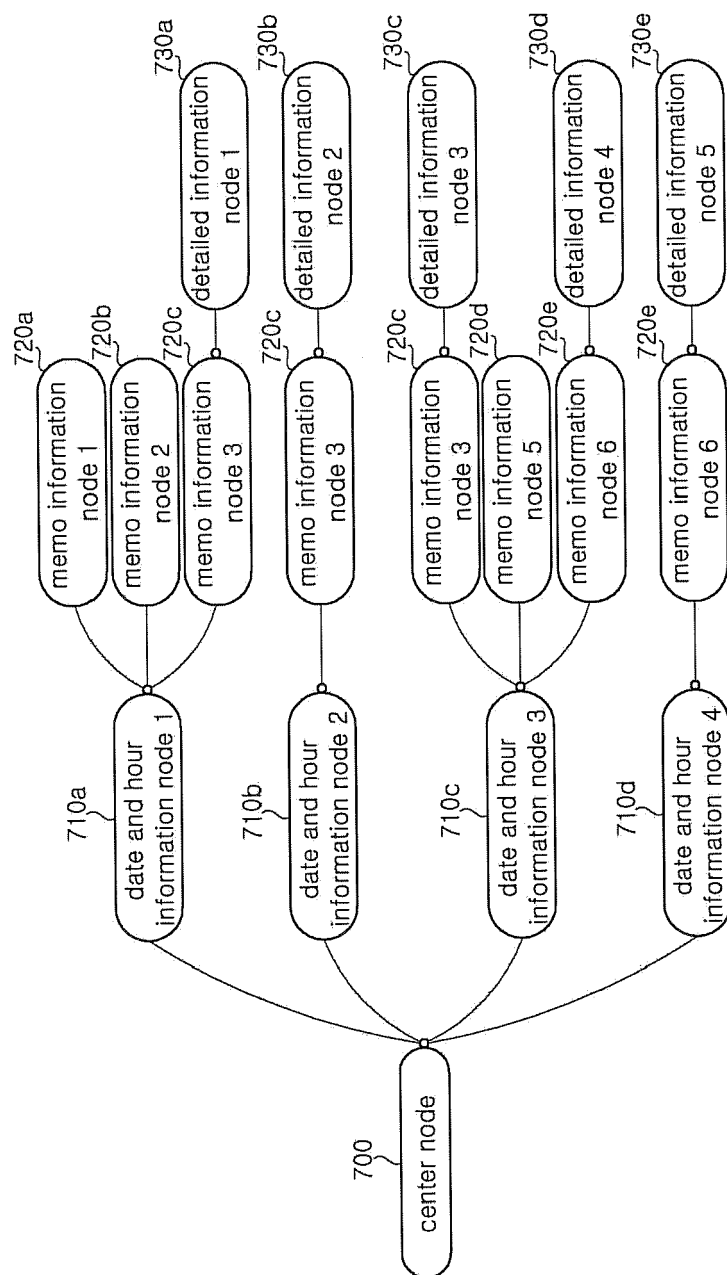 700
center node
710a
date and hour
information node 1
710b
date and hour
information node 2
710c
date and hour
information node 3
710d
date and hour
information node 4
720a
memo information
node 1
720b
memo information
node 2
720c
memo information
node 3
720c
memo information
node 3
720c
memo information
node 3
720d
memo information
node 5
720e
memo information
node 6
720e
memo information
node 6
730a
detailed information
node 1
730b
detailed information
node 2
730c
detailed information
node 3
730d
detailed information
node 4
730e
detailed information
node 5